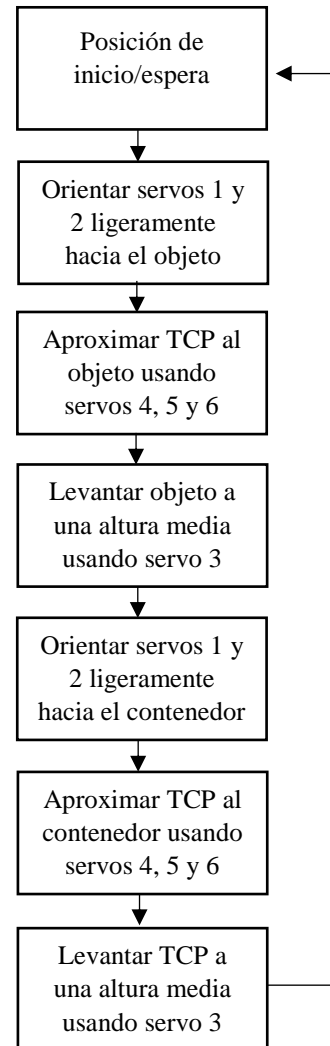 Posición de
inicio/espera
Orientar servos 1 y
2 ligeramente
hacia el objeto
Aproximar TCP al
objeto usando
servos 4, 5 y 6
Levantar objeto a
una altura media
usando servo 3
Orientar servos 1 y
2 ligeramente
hacia el contenedor
Aproximar TCP al
contenedor usando
servos 4, 5 y 6
Levantar TCP a
una altura media
usando servo 3